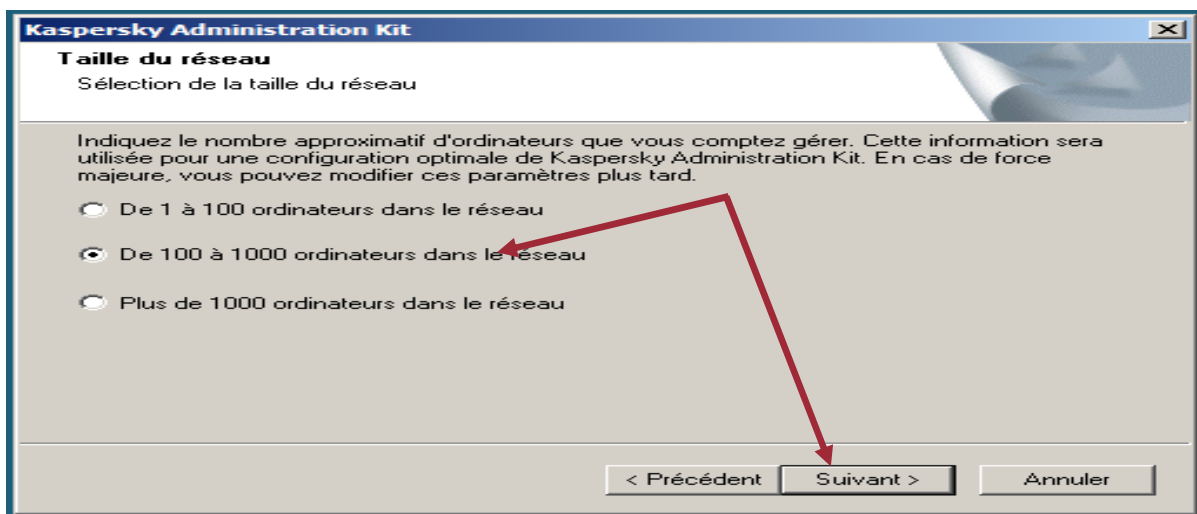 Kaspersky Administration Kit
Taille du réseau
Sélection de la taille du réseau
Indiquez le nombre approximatif d'ordinateurs que vous comptez gérer. Cette information sera
utilisée pour une configuration optimale de Kaspersky Administration Kit. En cas de force
majeure, vous pouvez modifier ces paramètres plus tard.
De 1 à 100 ordinateurs dans le réseau
De 100 à 1000 ordinateurs dans le réseau
Plus de 1000 ordinateurs dans le réseau
< Précédent Suivant > Annuler